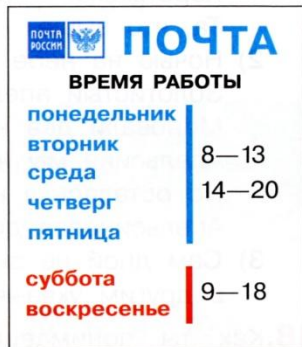 ПОЧТА РОССИИ
ПОЧТА
ВРЕМЯ РАБОТЫ
понедельник
вторник
среда
четверг
пятница
8—13
14—20
суббота
воскресенье
9—18